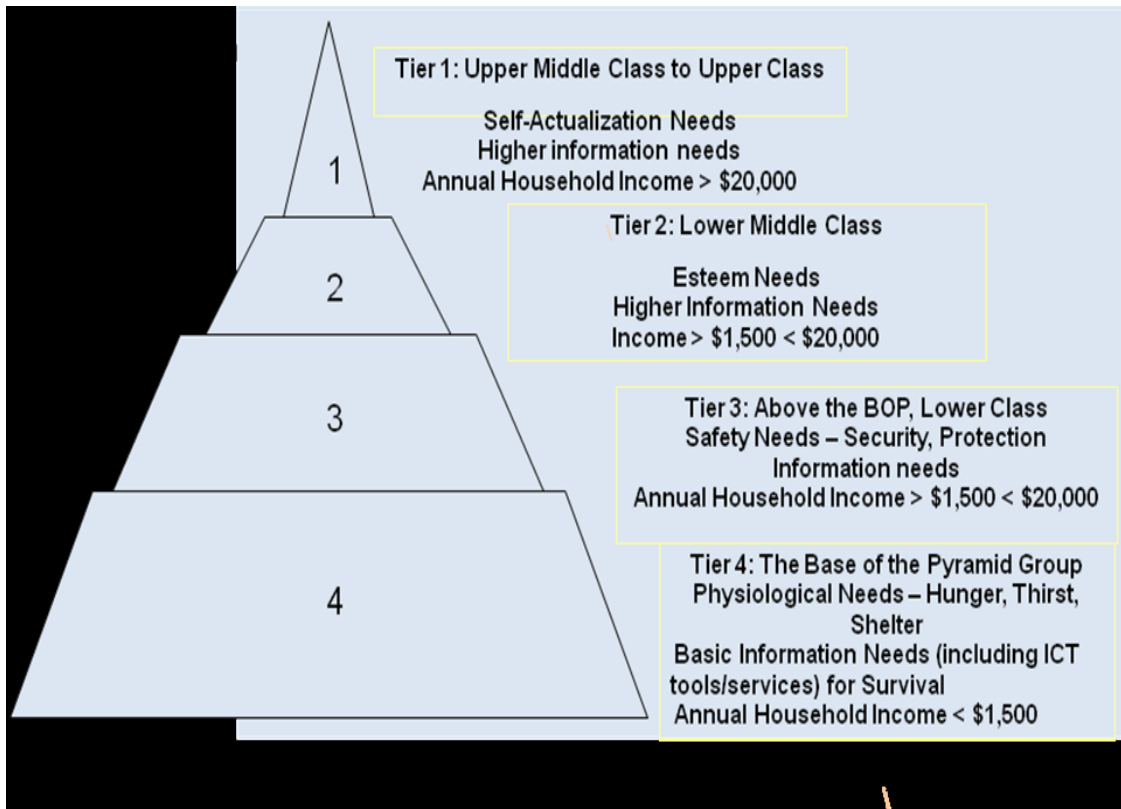 Tier 1: Upper Middle Class to Upper Class
Self-Actualization Needs
Higher information needs
Annual Household Income > $20,000
1
Tier 2: Lower Middle Class
Esteem Needs
Higher Information Needs
Income > $1,500 < $20,000
2
Tier 3: Above the BOP, Lower Class
Safety Needs – Security, Protection
Information needs
Annual Household Income > $1,500 < $20,000
3
Tier 4: The Base of the Pyramid Group
Physiological Needs – Hunger, Thirst,
Shelter
Basic Information Needs (including ICT
tools/services) for Survival
Annual Household Income < $1,500
4